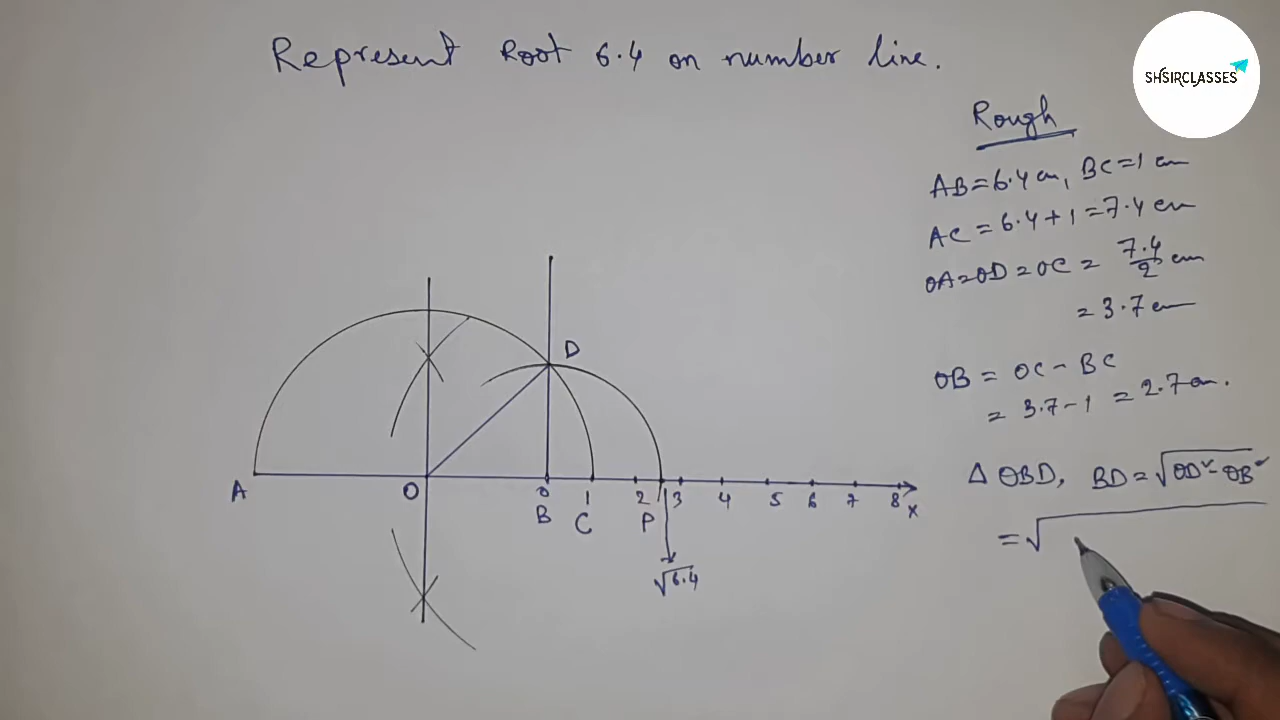 Represent Root 6.4 on number line.
SHSIRCLASSES
Rough
AB=6.4 cm, BC=1 cm
AC = 6.4+1=7.4 cm
OA=OD=OC = 7.4/2 cm
= 3.7 cm
OB = OC - BC
= 3.7-1 = 2.7 cm.
Δ OBD, BD=√OD²-OB²
=√
D
A O 0 1 2 3 4 5 6 7 8 X
B C P
√6.4